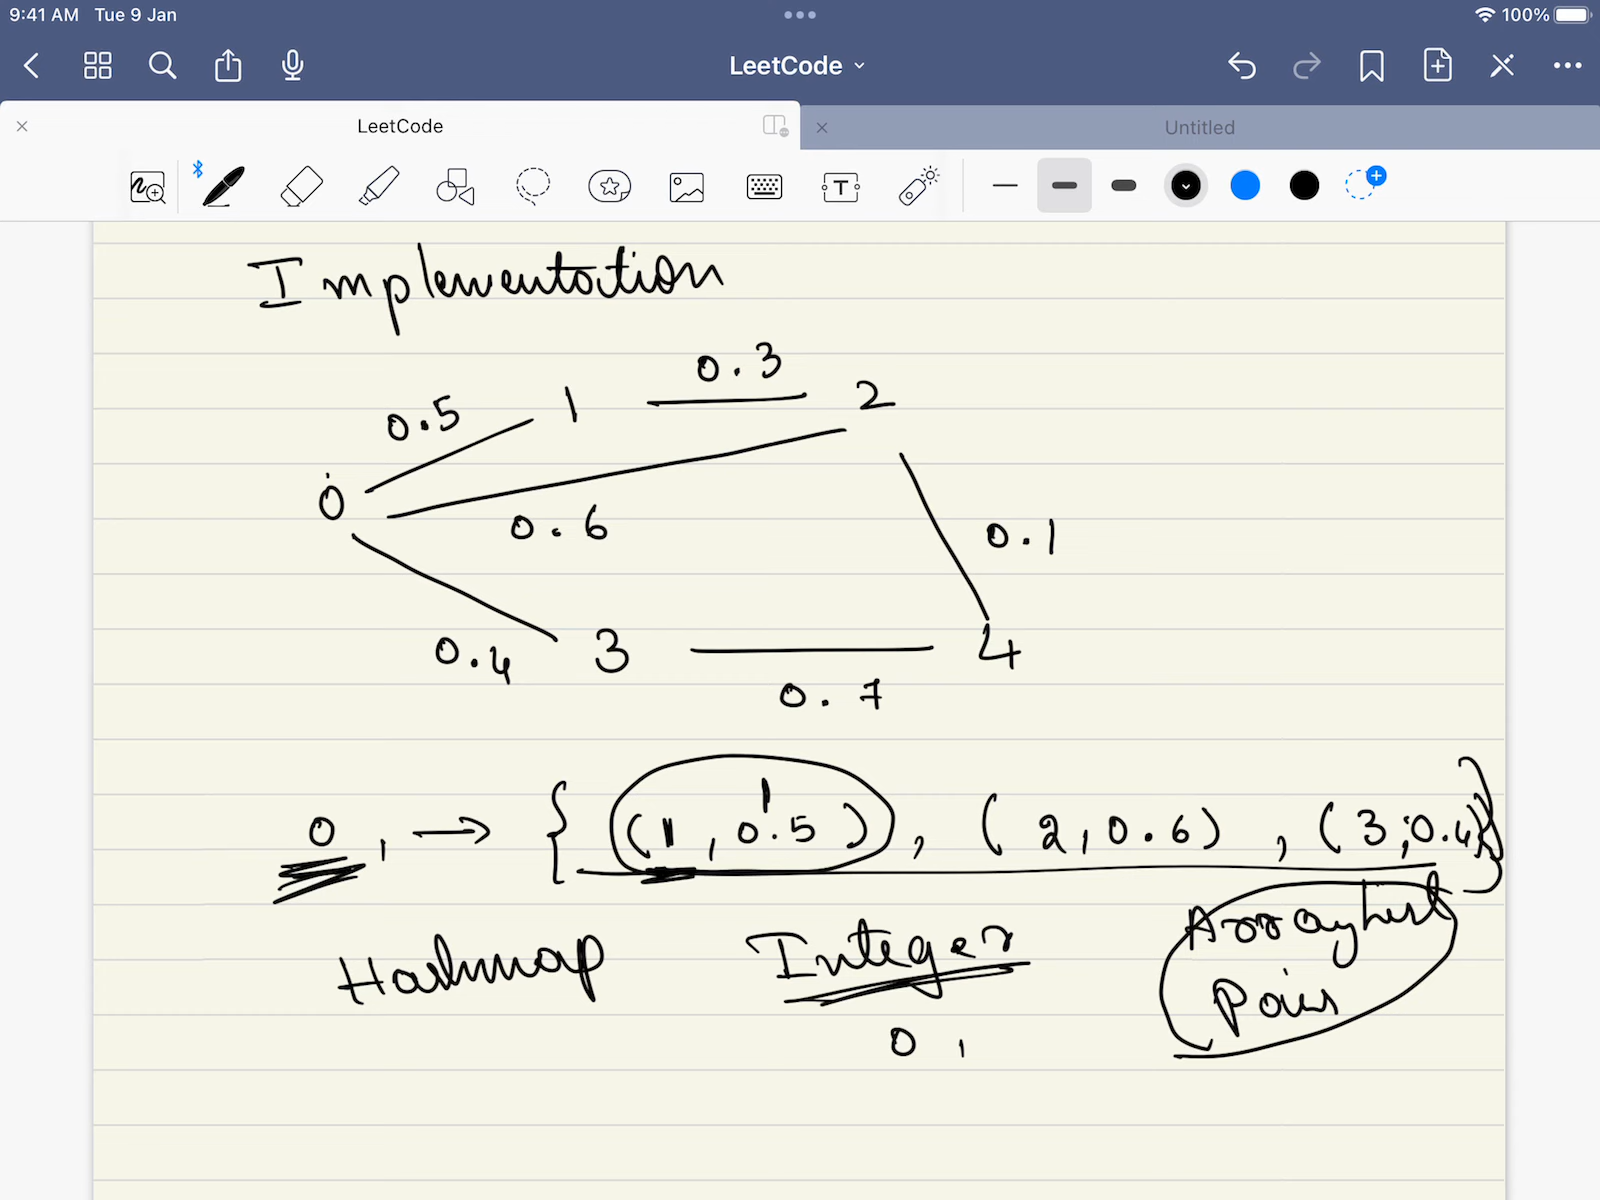 9:41 AM Tue 9 Jan
100%
LeetCode
LeetCode
Untitled
T
Implementation
0.5 1 0.3 2
0
0.6
0.1
0.4 3 4
0.7
0, → { (1, 0.5), (2, 0.6), (3, 0.4)}
Hashmap Integer ArrayList
Pairs
0,